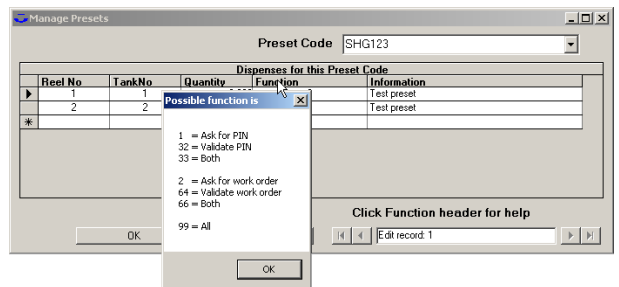 Manage Presets
Preset Code SHG123
Dispenses for this Preset Code
Reel No TankNo Quantity Function Information
1 1 Test preset
2 2 Test preset
Possible function is
1 = Ask for PIN
32 = Validate PIN
33 = Both
2 = Ask for work order
64 = Validate work order
66 = Both
99 = All
OK
Click Function header for help
OK Edit record: 1